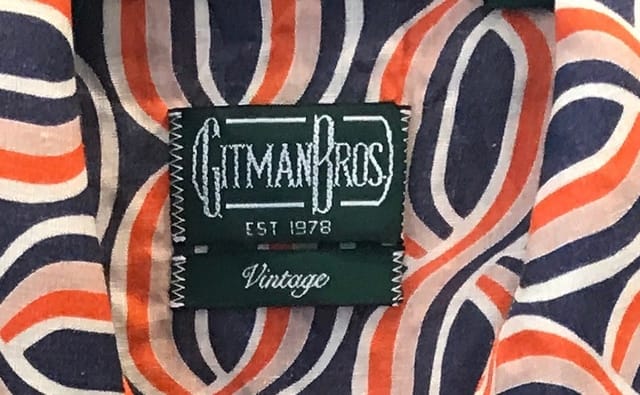 GITMAN BROS.
EST 1978
Vintage